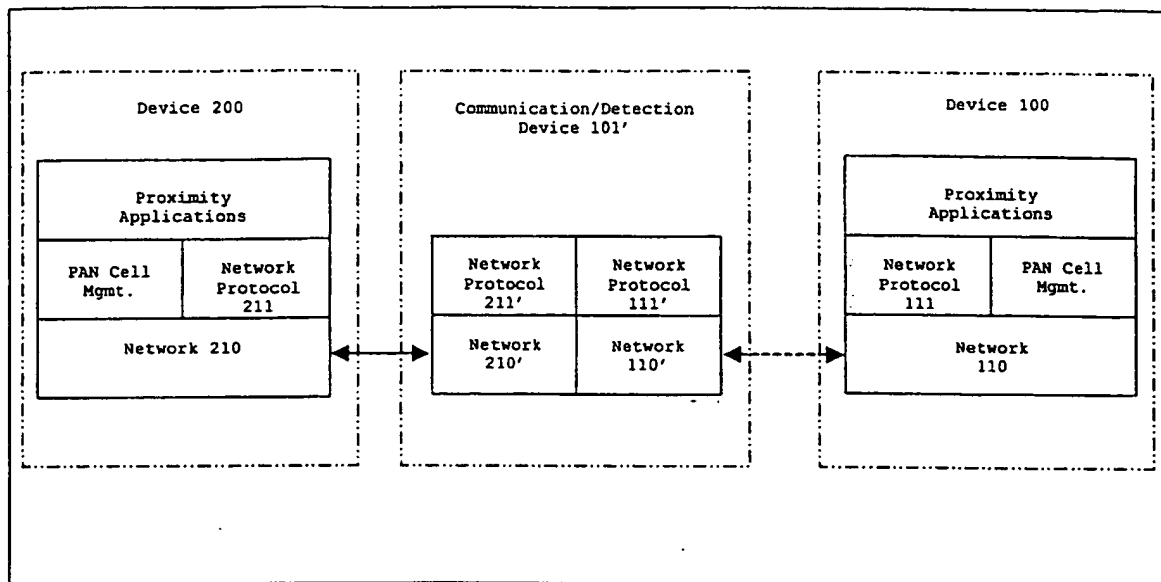 Device 200
Proximity
Applications
PAN Cell
Mgmt.
Network
Protocol
211
Network 210
Communication/Detection
Device 101'
Network
Protocol
211'
Network
Protocol
111'
Network
210'
Network
110'
Device 100
Proximity
Applications
Network
Protocol
111
PAN Cell
Mgmt.
Network
110